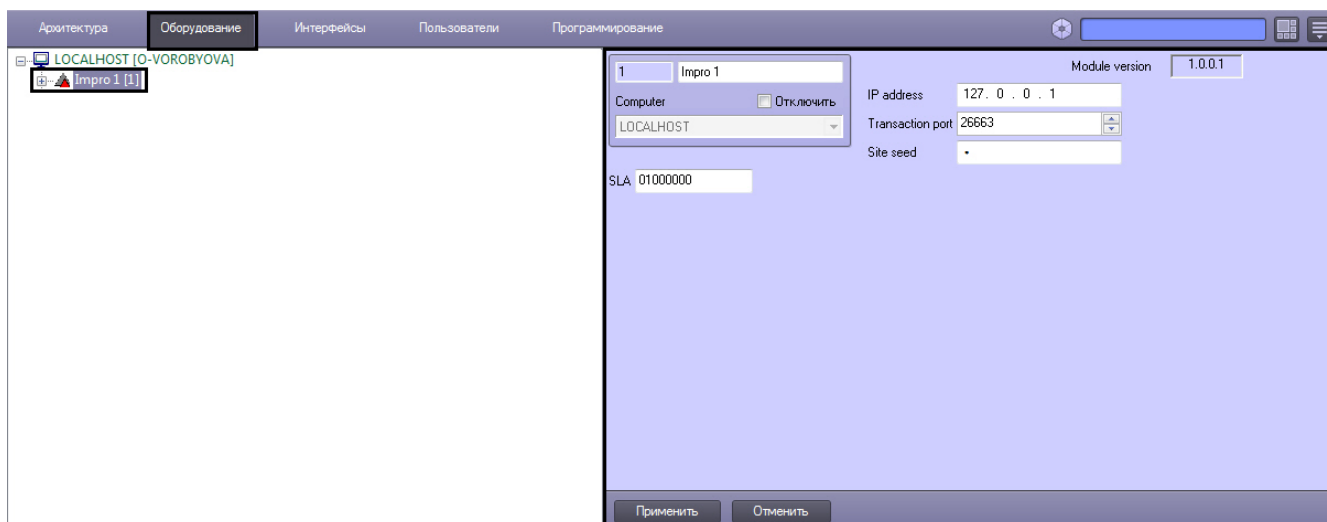 Архитектура Оборудование Интерфейсы Пользователи Программирование
LOCALHOST [O-VOROBYOVA]
Impro 1 [1]
1 Impro 1
Module version 1.0.0.1
Computer Отключить
IP address 127. 0 . 0 . 1
LOCALHOST
Transaction port 26663
Site seed
SLA 01000000
Применить Отменить